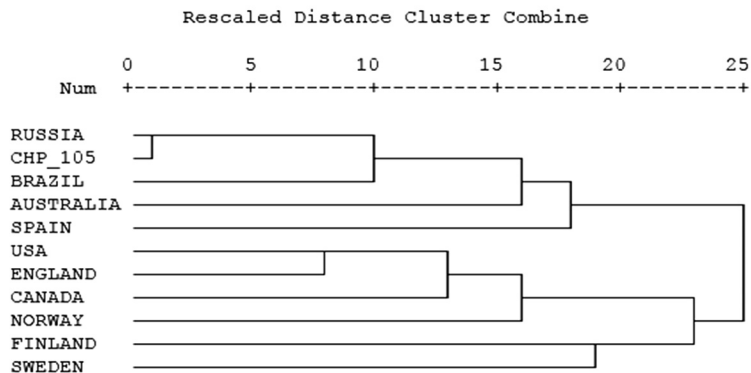 Rescaled Distance Cluster Combine
0 5 10 15 20 25
Num +---------+---------+---------+---------+---------+
RUSSIA
CHP_105
BRAZIL
AUSTRALIA
SPAIN
USA
ENGLAND
CANADA
NORWAY
FINLAND
SWEDEN